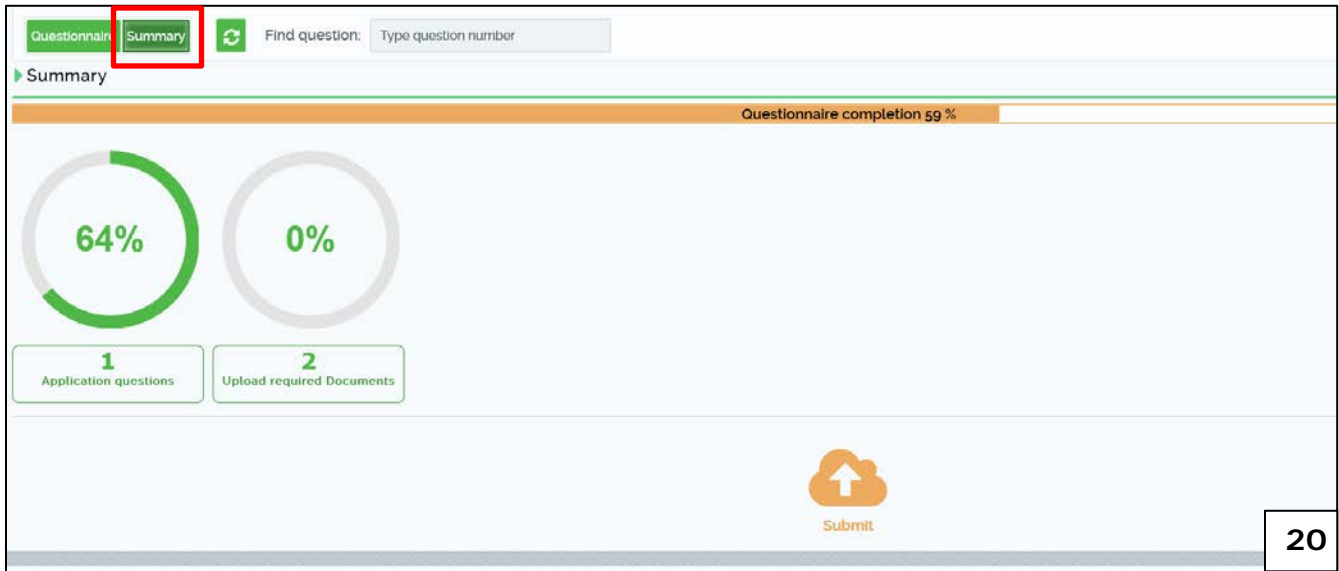 Questionnaire Summary Find question: Type question number
Summary
Questionnaire completion 59 %
64% 0%
1 2
Application questions Upload required Documents
Submit
20